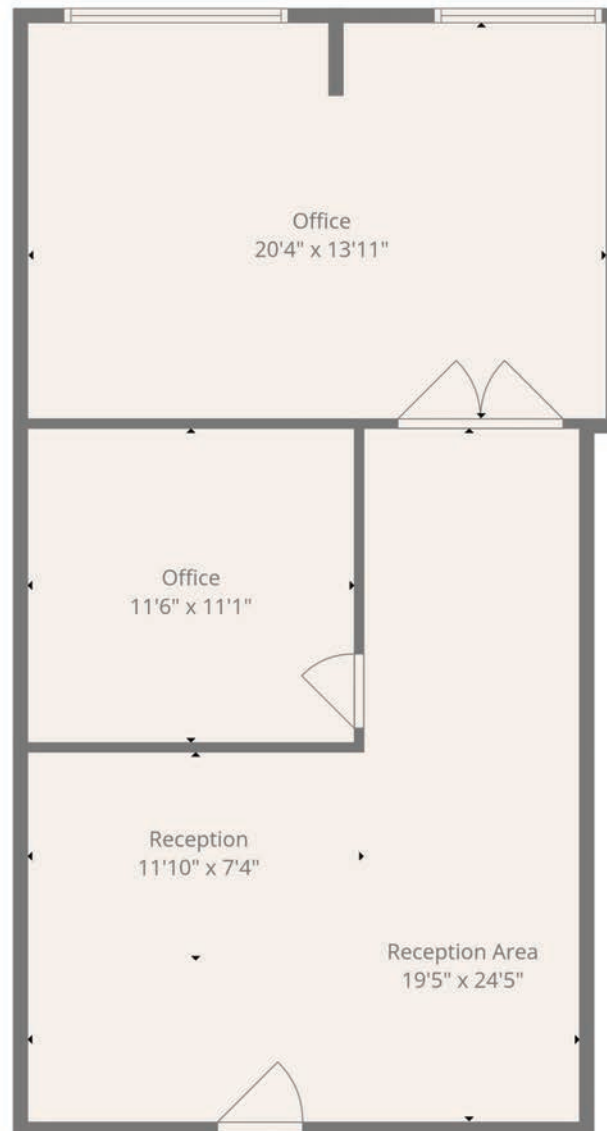 Office
20'4" x 13'11"
Office
11'6" x 11'1"
Reception
11'10" x 7'4"
Reception Area
19'5" x 24'5"